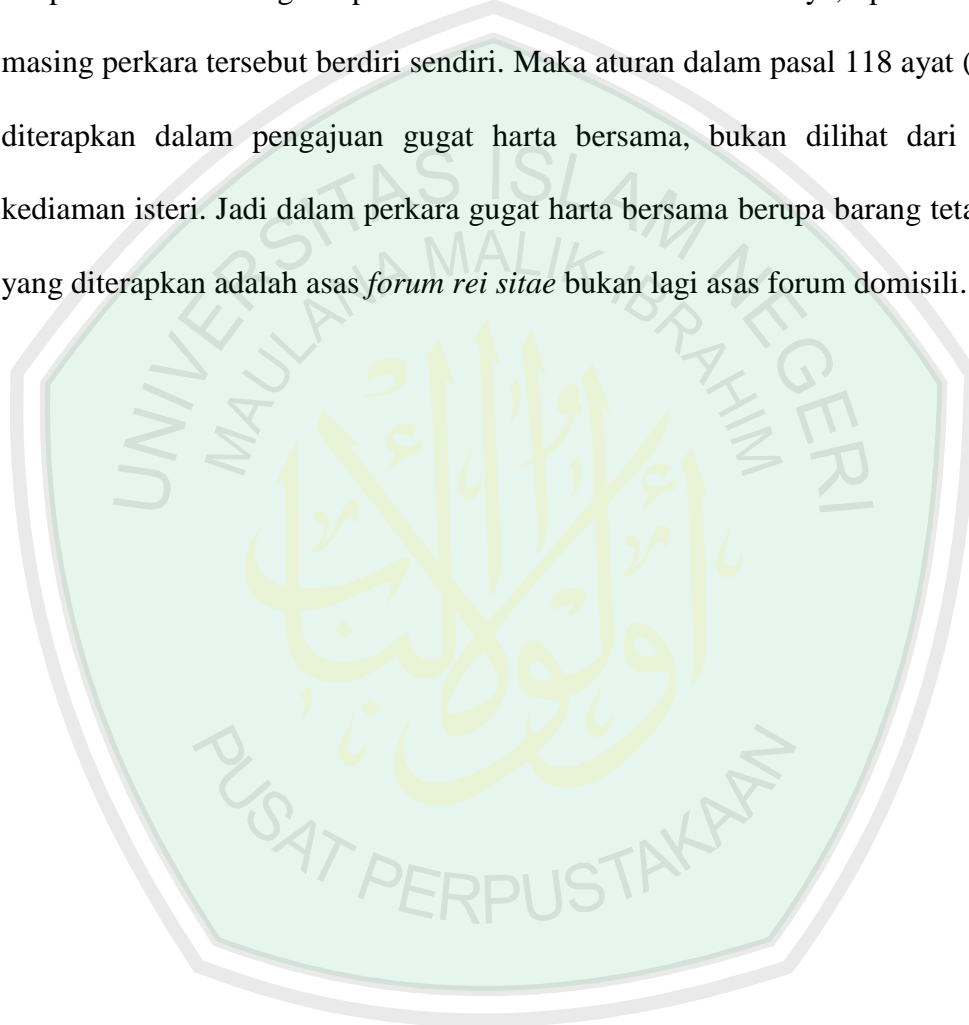 masing perkara tersebut berdiri sendiri. Maka aturan dalam pasal 118 ayat (
diterapkan dalam pengajuan gugat harta bersama, bukan dilihat dari
kediaman isteri. Jadi dalam perkara gugat harta bersama berupa barang teta
yang diterapkan adalah asas forum rei sitae bukan lagi asas forum domisili.
UNIVERSITAS ISLAM NEGERI
MAULANA MALIK IBRAHIM
PUSAT PERPUSTAKAAN